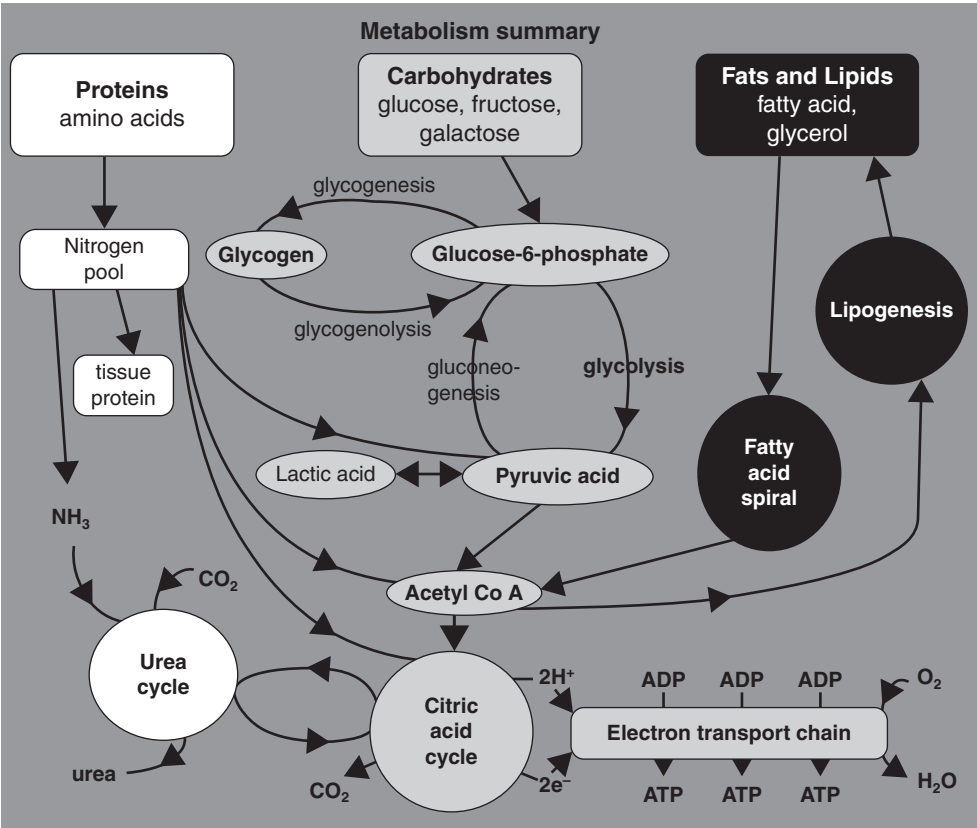 Metabolism summary
Proteins
amino acids
Carbohydrates
glucose, fructose,
galactose
Fats and Lipids
fatty acid,
glycerol
glycogenesis
Nitrogen
pool
Glycogen
Glucose-6-phosphate
Lipogenesis
glycogenolysis
tissue
protein
gluconeo-
genesis
glycolysis
Fatty
acid
spiral
Lactic acid
Pyruvic acid
NH₃
CO₂
Acetyl Co A
Urea
cycle
Citric
acid
cycle
2H⁺
ADP
ADP
ADP
O₂
Electron transport chain
urea
CO₂
2e⁻
ATP
ATP
ATP
H₂O